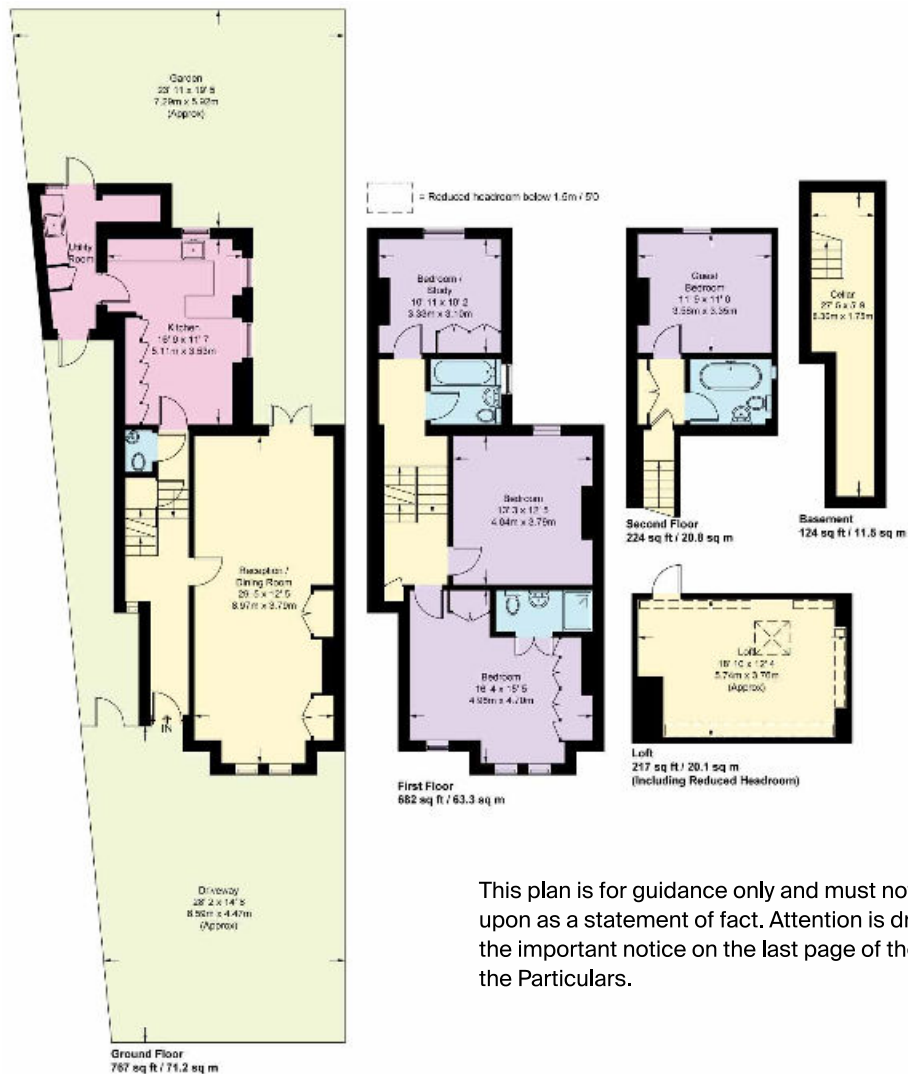 Garden
23'11 x 19'5
7.29m x 5.92m
(Approx)
= Reduced headroom below 1.5m / 5'0
Utility
Room
Kitchen
16'9 x 11'7
5.11m x 3.53m
Reception /
Dining Room
29'5 x 12'5
8.97m x 3.79m
IN
Driveway
28'2 x 14'8
8.59m x 4.47m
(Approx)
Ground Floor
767 sq ft / 71.2 sq m
Bedroom /
Study
10'11 x 10'2
3.33m x 3.10m
Bedroom
13'3 x 12'5
4.04m x 3.79m
Bedroom
16'4 x 15'5
4.98m x 4.70m
First Floor
682 sq ft / 63.3 sq m
Guest
Bedroom
11'9 x 11'0
3.58m x 3.35m
Second Floor
224 sq ft / 20.8 sq m
Cellar
27'5 x 5'9
8.36m x 1.75m
Basement
124 sq ft / 11.5 sq m
Loft
18'10 x 12'4
5.74m x 3.76m
(Approx)
Loft
217 sq ft / 20.1 sq m
(Including Reduced Headroom)
This plan is for guidance only and must no
upon as a statement of fact. Attention is dr
the important notice on the last page of the
the Particulars.